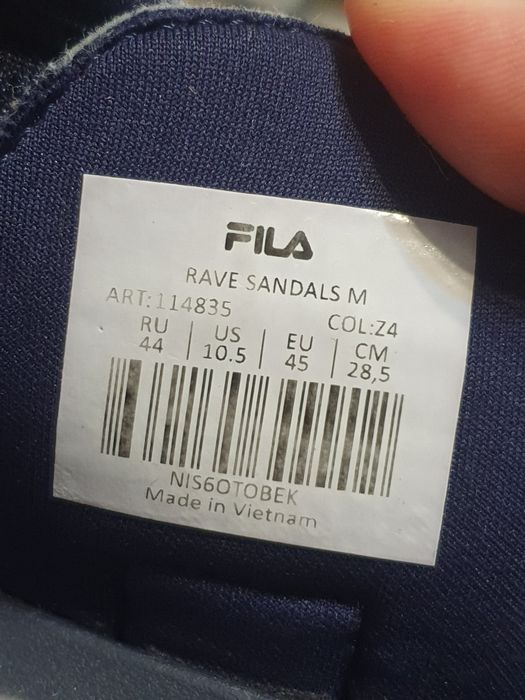 FILA
RAVE SANDALS M
ART:114835 COL:Z4
RU | US | EU | CM
44 | 10.5 | 45 | 28,5
NIS6OTOBEK
Made in Vietnam